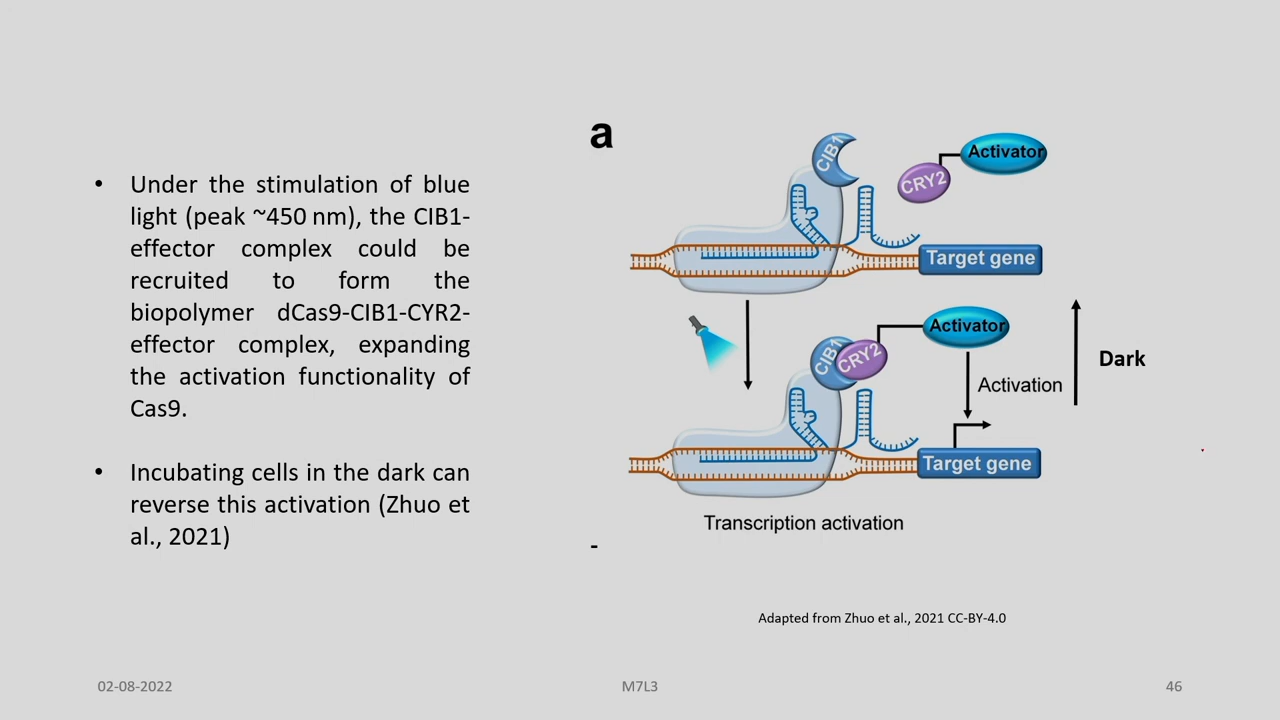 • Under the stimulation of blue
light (peak ~450 nm), the CIB1-
effector complex could be
recruited to form the
biopolymer dCas9-CIB1-CYR2-
effector complex, expanding
the activation functionality of
Cas9.
• Incubating cells in the dark can
reverse this activation (Zhuo et
al., 2021)
a
CIB1
CRY2
Activator
Target gene
CIB1
CRY2
Activator
Activation
Dark
Target gene
Transcription activation
-
Adapted from Zhuo et al., 2021 CC-BY-4.0
02-08-2022
M7L3
46